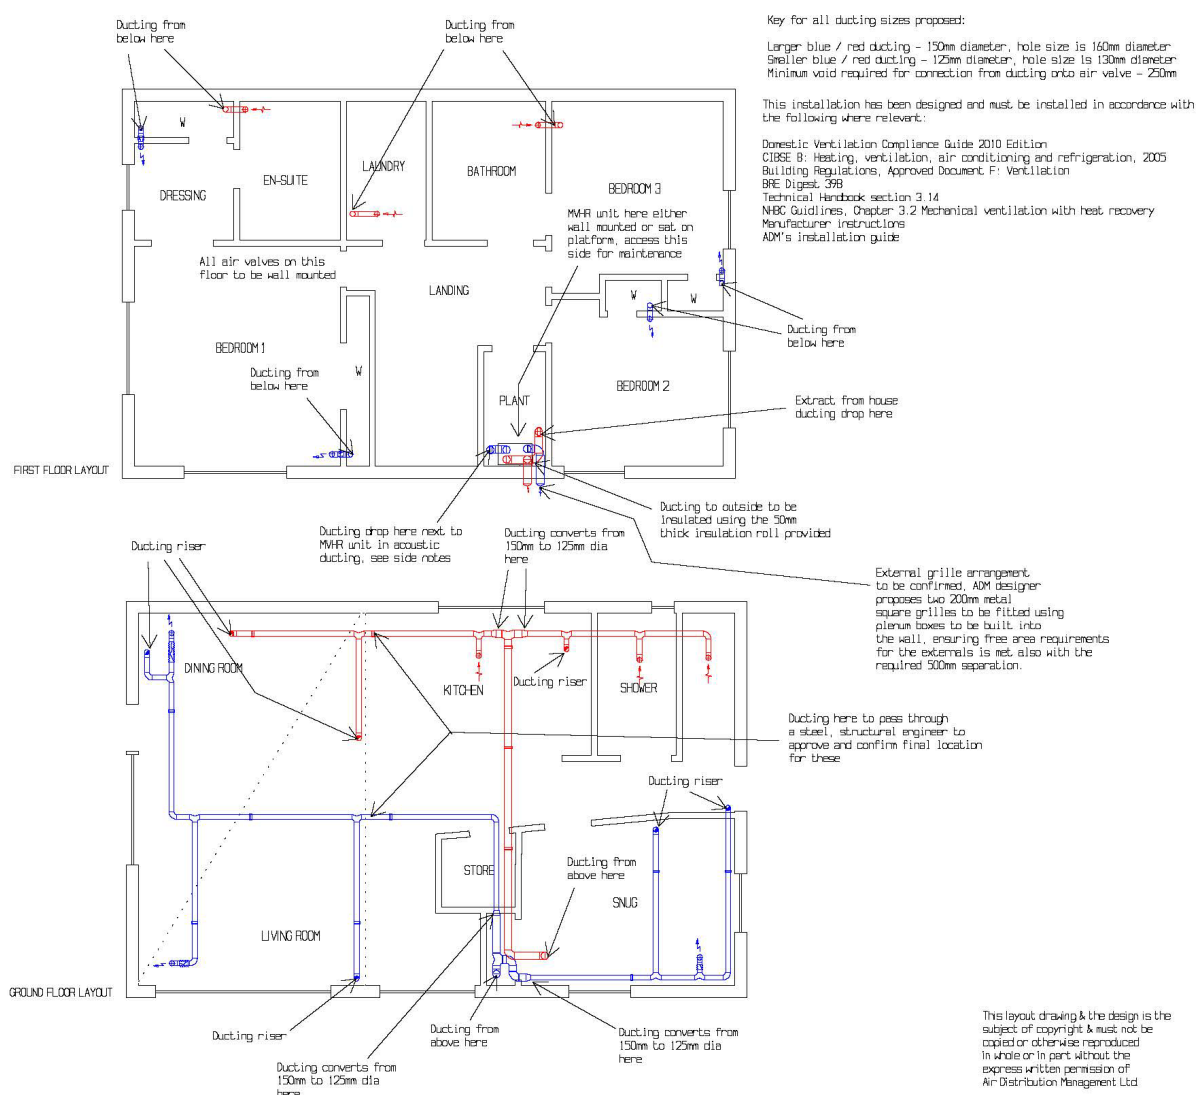 Ducting from
below here
Ducting from
below here
Key for all ducting sizes proposed:
Larger blue / red ducting - 150mm diameter, hole size is 160mm diameter
Smaller blue / red ducting - 125mm diameter, hole size is 130mm diameter
Minimum void required for connection from ducting onto air valve - 250mm
This installation has been designed and must be installed in accordance with
the following where relevant:
Domestic Ventilation Compliance Guide 2010 Edition
CIBSE B: Heating, ventilation, air conditioning and refrigeration, 2005
Building Regulations, Approved Document F: Ventilation
BRE Digest 398
Technical Handbook section 3.14
NHBC Guidlines, Chapter 3.2 Mechanical ventilation with heat recovery
Manufacturer instructions
ADM's installation guide
W
DRESSING
EN-SUITE
LAUNDRY
BATHROOM
BEDROOM 3
MVHR unit here either
wall mounted or sat on
platform, access this
side for maintenance
All air valves on this
floor to be wall mounted
LANDING
W
W
Ducting from
below here
BEDROOM 1
Ducting from
below here
W
PLANT
BEDROOM 2
Extract from house
ducting drop here
FIRST FLOOR LAYOUT
Ducting drop here next to
MVHR unit in acoustic
ducting, see side notes
Ducting converts from
150mm to 125mm dia
here
Ducting to outside to be
insulated using the 50mm
thick insulation roll provided
Ducting riser
External grille arrangement
to be confirmed, ADM designer
proposes two 200mm metal
square grilles to be fitted using
plenum boxes to be built into
the wall, ensuring free area requirements
for the externals is met also with the
required 500mm separation.
DINING ROOM
KITCHEN
Ducting riser
SHOWER
Ducting here to pass through
a steel, structural engineer to
approve and confirm final location
for these
Ducting riser
STORE
Ducting from
above here
SNUG
LIVING ROOM
GROUND FLOOR LAYOUT
Ducting riser
Ducting from
above here
Ducting converts from
150mm to 125mm dia
here
Ducting converts from
150mm to 125mm dia
here
This layout drawing & the design is the
subject of copyright & must not be
copied or otherwise reproduced
in whole or in part without the
express written permission of
Air Distribution Management Ltd